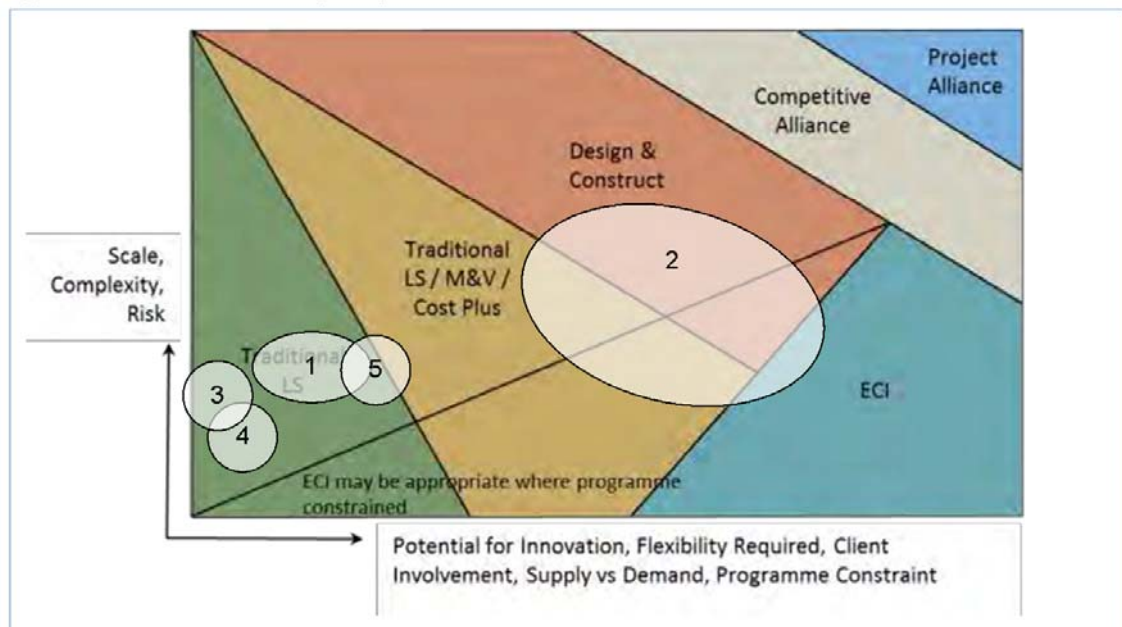 Project
Alliance
Competitive
Alliance
Design &
Construct
Traditional
LS / M&V /
Cost Plus
2
Scale,
Complexity,
Risk
Traditional
LS
1
5
3
4
ECI
ECI may be appropriate where programme
constrained
Potential for Innovation, Flexibility Required, Client
Involvement, Supply vs Demand, Programme Constraint